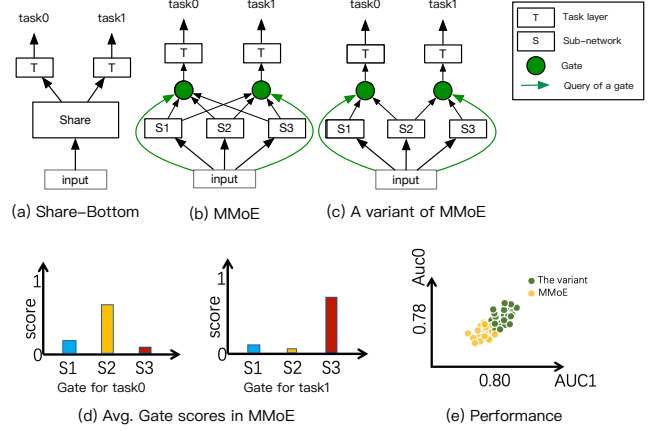 task0
task1
T
T
Share
input
(a) Share-Bottom
task0
task1
T
T
S1
S2
S3
input
(b) MMoE
task0
task1
T
T
S1
S2
S3
input
(c) A variant of MMoE
T
Task layer
S
Sub-network
Gate
Query of a gate
1
score
0
S1
S2
S3
Gate for task0
1
score
0
S1
S2
S3
Gate for task1
(d) Avg. Gate scores in MMoE
Auc0
0.78
The variant
MMoE
0.80
AUC1
(e) Performance